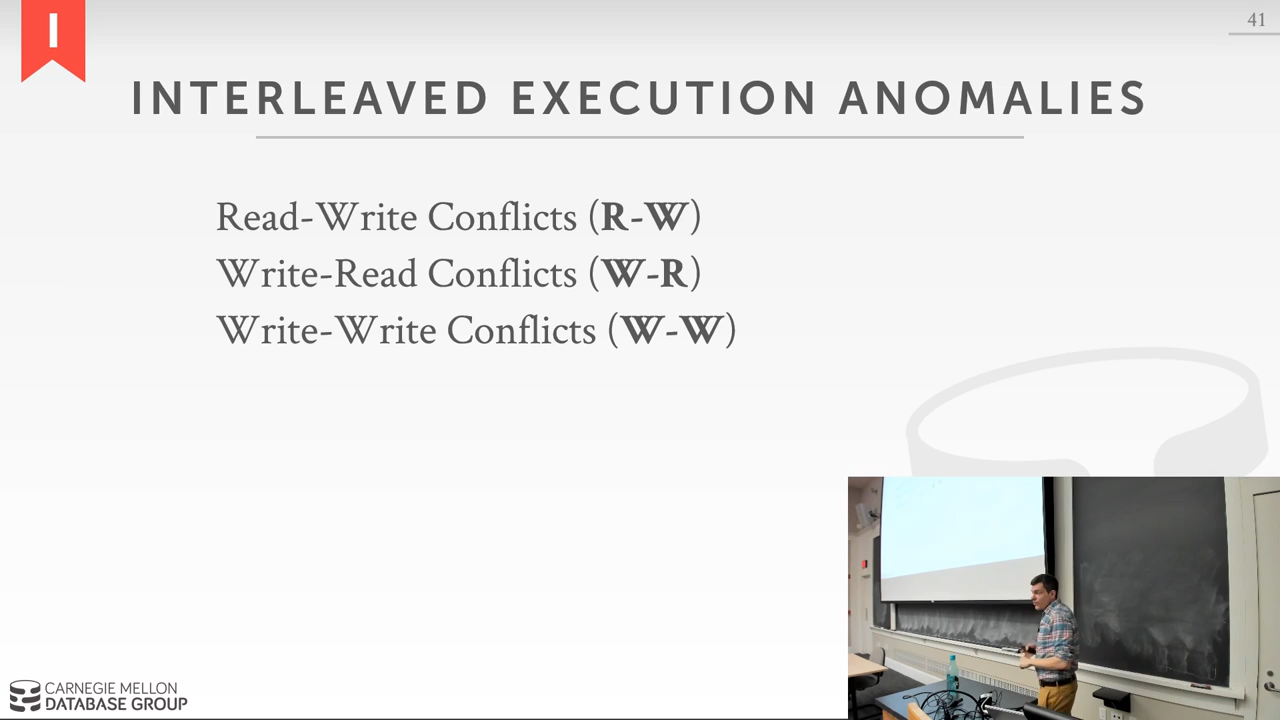 I
41
INTERLEAVED EXECUTION ANOMALIES
Read-Write Conflicts (R-W)
Write-Read Conflicts (W-R)
Write-Write Conflicts (W-W)
CARNEGIE MELLON
DATABASE GROUP